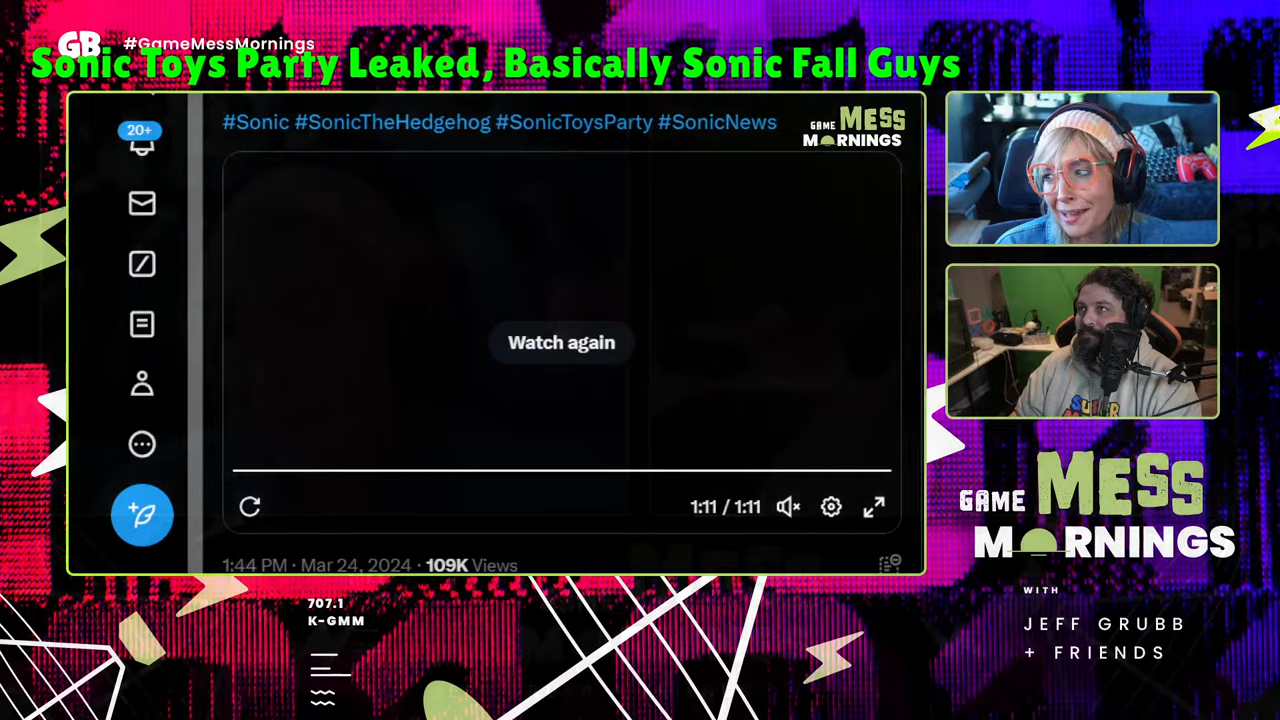 GB #GameMessMornings
Sonic Toys Party Leaked, Basically Sonic Fall Guys
20+
#Sonic #SonicTheHedgehog #SonicToysParty #SonicNews
GAME MESS
MORNINGS
Watch again
1:11 / 1:11
1:44 PM · Mar 24, 2024 · 109K Views
SUPER
GAME MESS
MORNINGS
WITH
JEFF GRUBB
+ FRIENDS
707.1
K-GMM